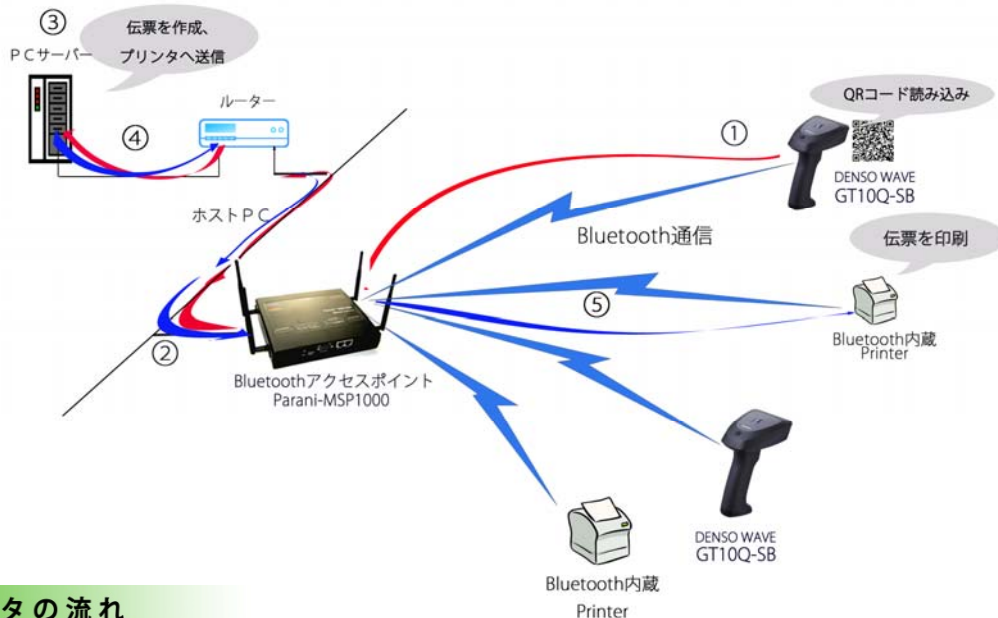 ③
伝票を作成、
プリンタへ送信
ＰＣサーバー
ルーター
④
ホストＰＣ
②
Bluetoothアクセスポイント
Parani-MSP1000
①
QRコード読み込み
DENSO WAVE
GT10Q-SB
Bluetooth通信
伝票を印刷
⑤
Bluetooth内蔵
Printer
DENSO WAVE
GT10Q-SB
Bluetooth内蔵
Printer
タの流れ